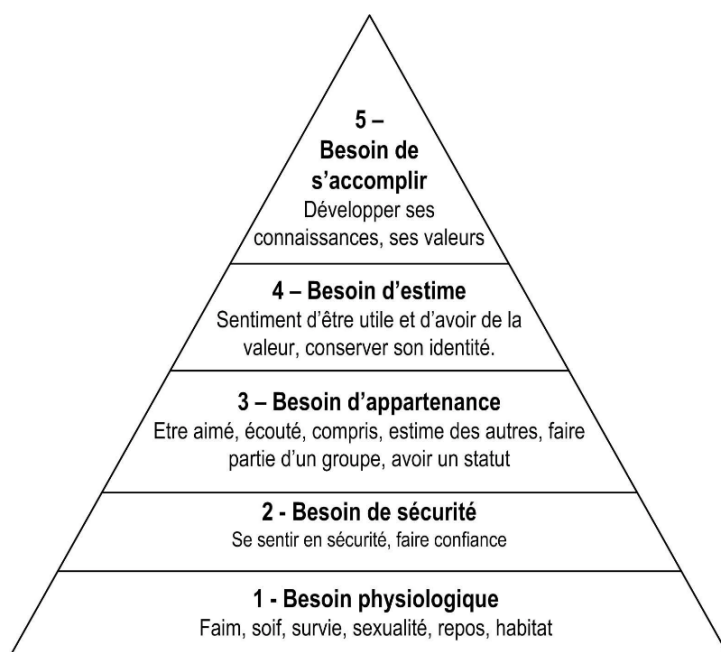 5 –
Besoin de
s’accomplir
Développer ses
connaissances, ses valeurs
4 – Besoin d’estime
Sentiment d’être utile et d’avoir de la
valeur, conserver son identité.
3 – Besoin d’appartenance
Etre aimé, écouté, compris, estime des autres, faire
partie d’un groupe, avoir un statut
2 - Besoin de sécurité
Se sentir en sécurité, faire confiance
1 - Besoin physiologique
Faim, soif, survie, sexualité, repos, habitat